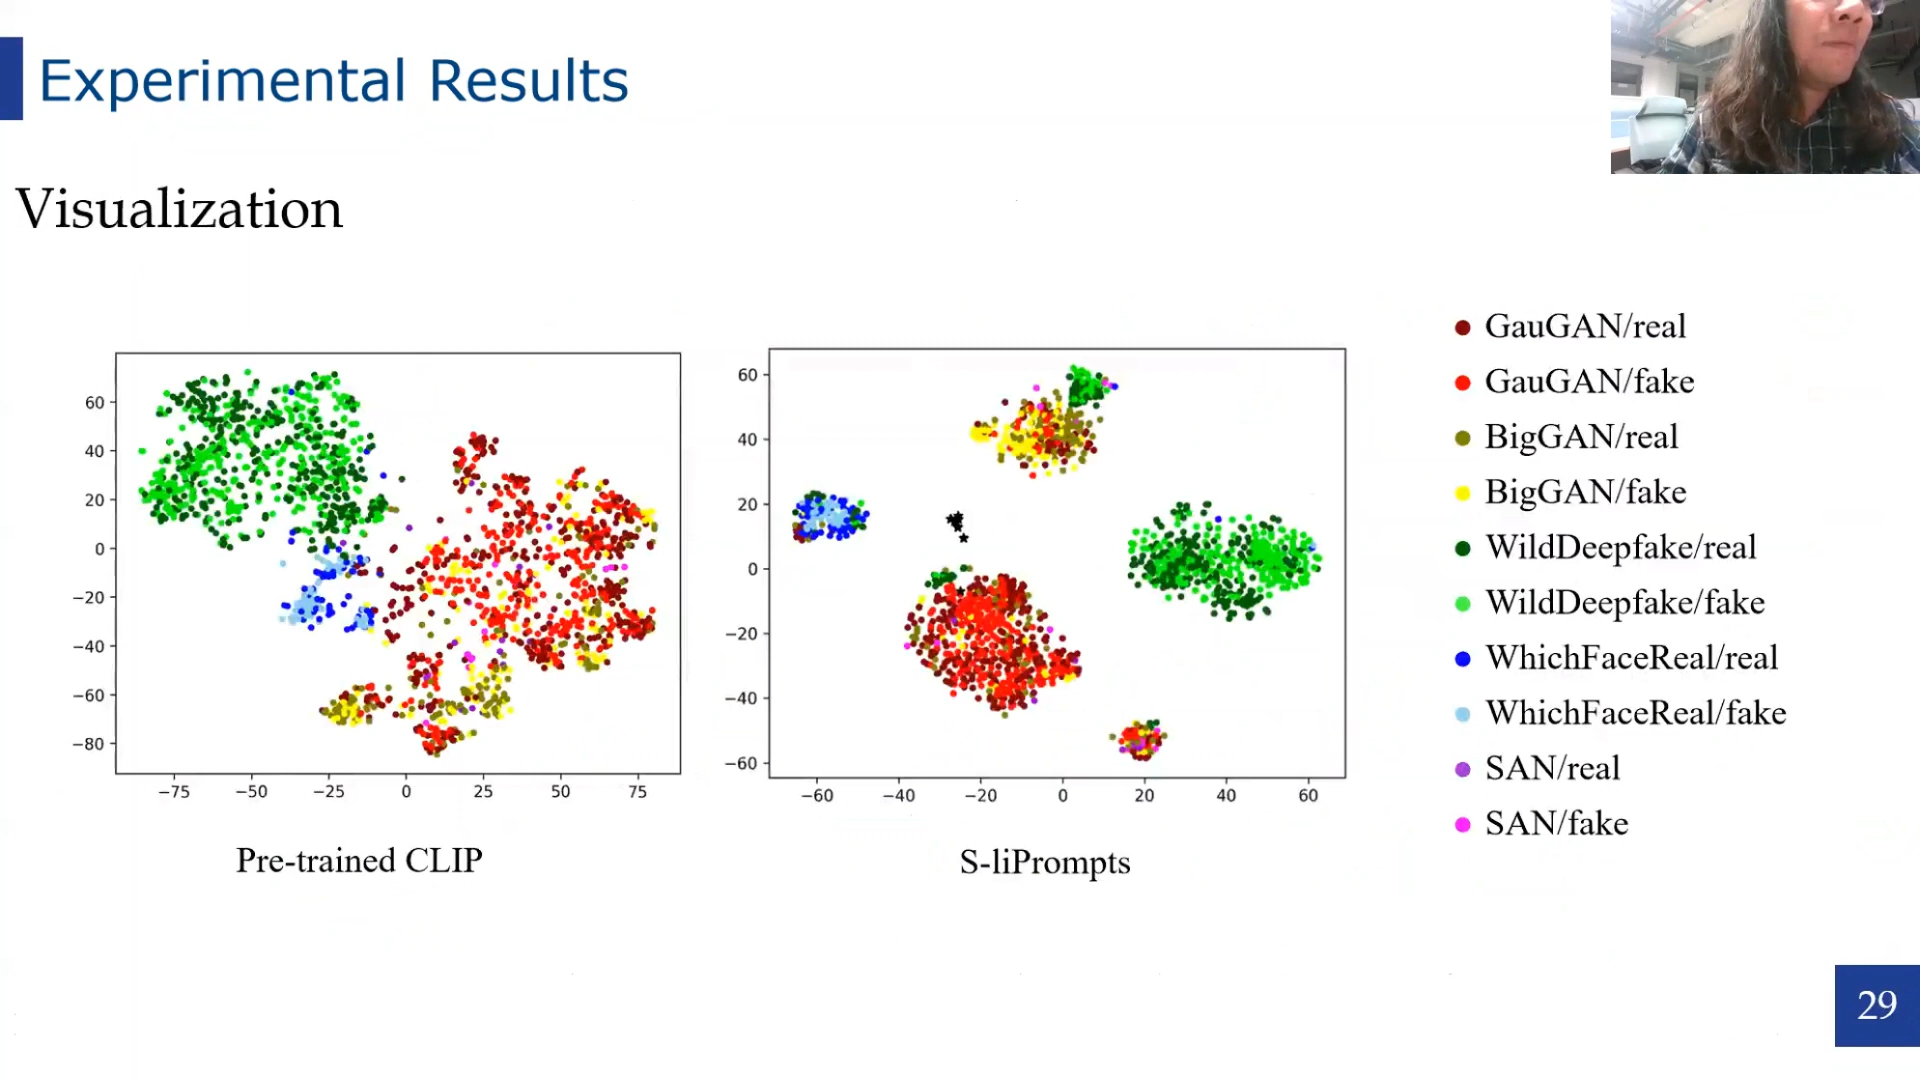 Experimental Results
Visualization
60
40
20
0
−20
−40
−60
−80
−75
−50
−25
0
25
50
75
Pre-trained CLIP
60
40
20
0
−20
−40
−60
−60
−40
−20
0
20
40
60
S-liPrompts
GauGAN/real
GauGAN/fake
BigGAN/real
BigGAN/fake
WildDeepfake/real
WildDeepfake/fake
WhichFaceReal/real
WhichFaceReal/fake
SAN/real
SAN/fake
29